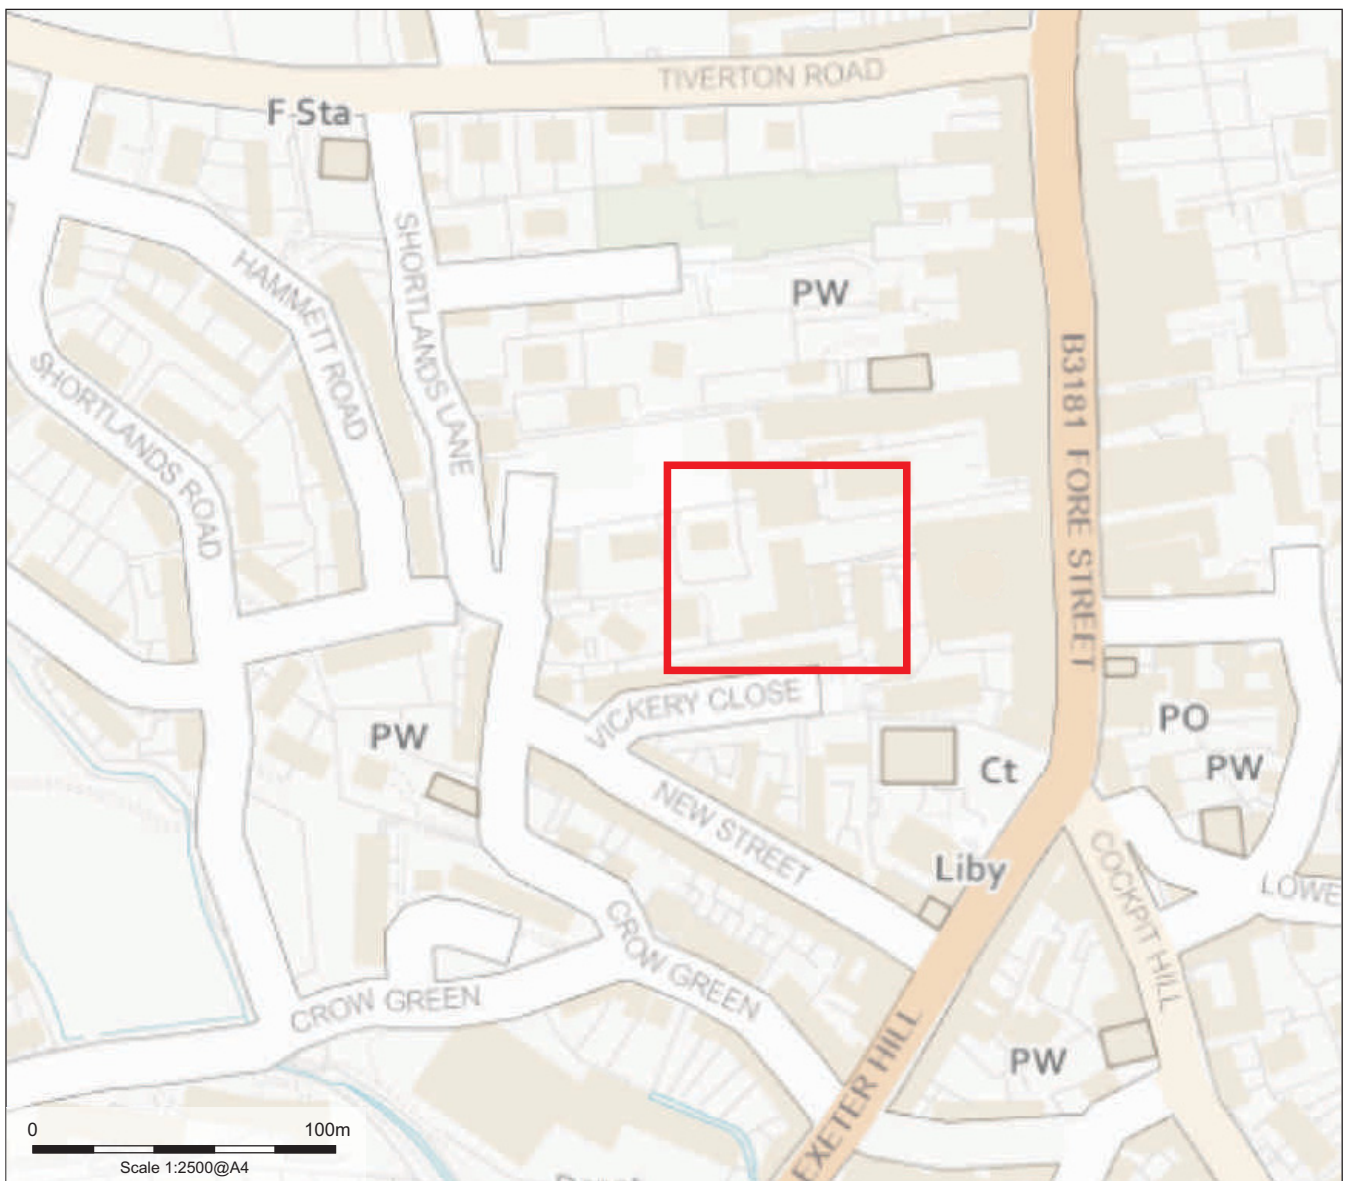 TIVERTON ROAD
F Sta
SHORTLANDS LANE
HAMMETT ROAD
PW
SHORTLANDS ROAD
B3181 FORE STREET
VICKERY CLOSE
PW
PO
PW
Ct
NEW STREET
Liby
COCKPIT HILL
LOWE
CROW GREEN
CROW GREEN
PW
EXETER HILL
0 100m
Scale 1:2500@A4